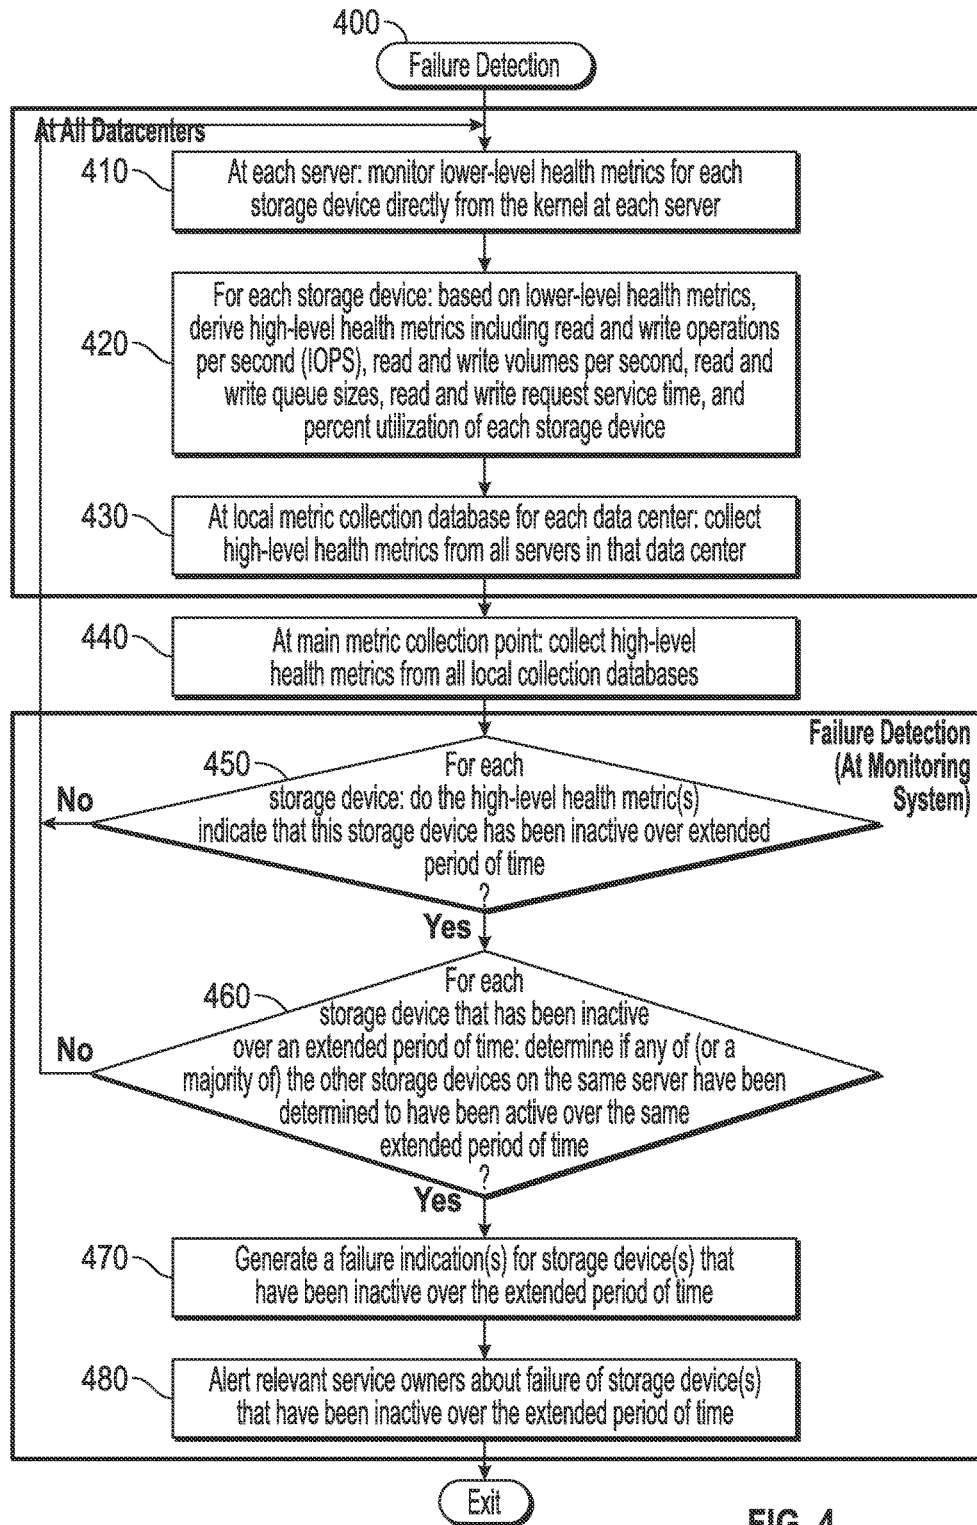 400
Failure Detection
At All Datacenters
410
At each server: monitor lower-level health metrics for each
storage device directly from the kernel at each server
420
For each storage device: based on lower-level health metrics,
derive high-level health metrics including read and write operations
per second (IOPS), read and write volumes per second, read and
write queue sizes, read and write request service time, and
percent utilization of each storage device
430
At local metric collection database for each data center: collect
high-level health metrics from all servers in that data center
440
At main metric collection point: collect high-level
health metrics from all local collection databases
Failure Detection
(At Monitoring
System)
450
For each
storage device: do the high-level health metric(s)
indicate that this storage device has been inactive over extended
period of time
?
No
Yes
460
For each
storage device that has been inactive
over an extended period of time: determine if any of (or a
majority of) the other storage devices on the same server have been
determined to have been active over the same
extended period of time
?
No
Yes
470
Generate a failure indication(s) for storage device(s) that
have been inactive over the extended period of time
480
Alert relevant service owners about failure of storage device(s)
that have been inactive over the extended period of time
Exit
FIG. 4